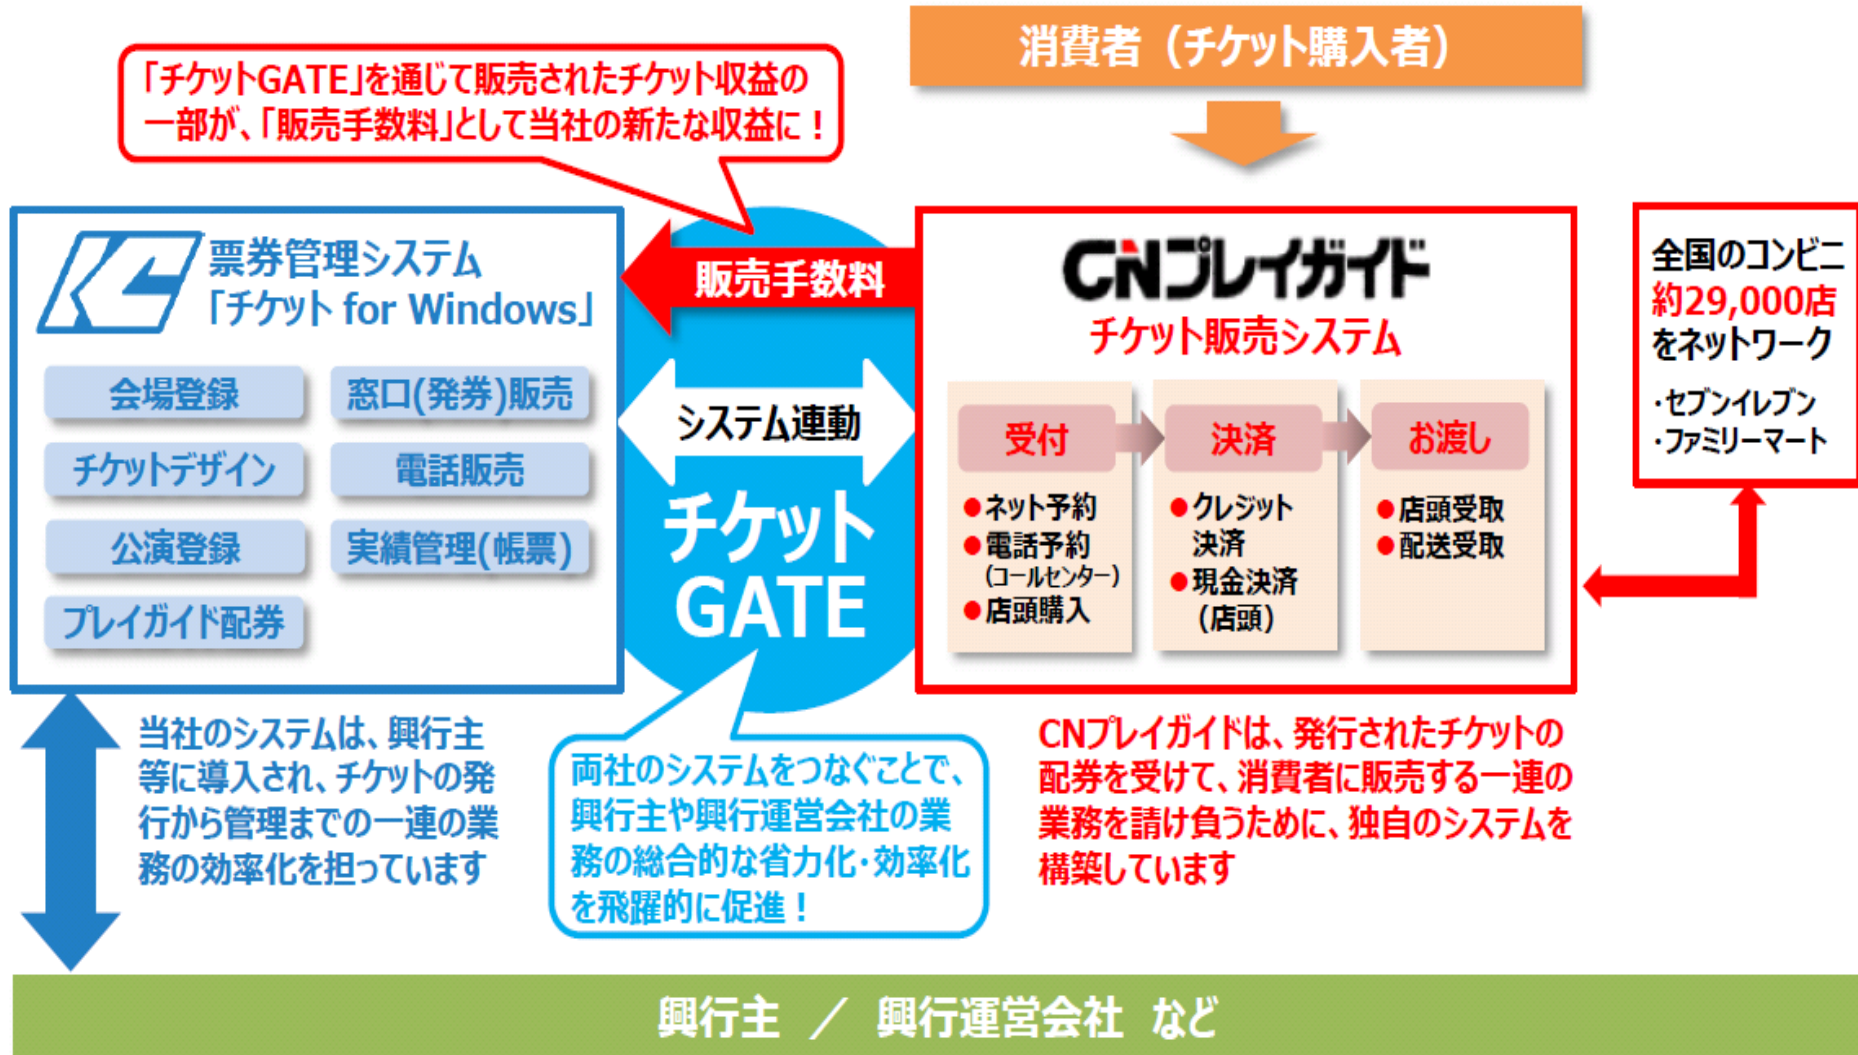 消費者（チケット購入者）
「チケットGATE」を通じて販売されたチケット収益の
一部が、「販売手数料」として当社の新たな収益に！
票券管理システム
「チケット for Windows」
会場登録
窓口(発券)販売
チケットデザイン
電話販売
公演登録
実績管理(帳票)
プレイガイド配券
販売手数料
システム連動
チケット
GATE
CNプレイガイド
チケット販売システム
受付
決済
お渡し
●ネット予約
●電話予約
（コールセンター）
●店頭購入
●クレジット
決済
●現金決済
（店頭）
●店頭受取
●配送受取
全国のコンビニ
約29,000店
をネットワーク
・セブンイレブン
・ファミリーマート
当社のシステムは、興行主
等に導入され、チケットの発
行から管理までの一連の業
務の効率化を担っています
両社のシステムをつなぐことで、
興行主や興行運営会社の業
務の総合的な省力化・効率化
を飛躍的に促進！
CNプレイガイドは、発行されたチケットの
配券を受けて、消費者に販売する一連の
業務を請け負うために、独自のシステムを
構築しています
興行主 ／ 興行運営会社 など